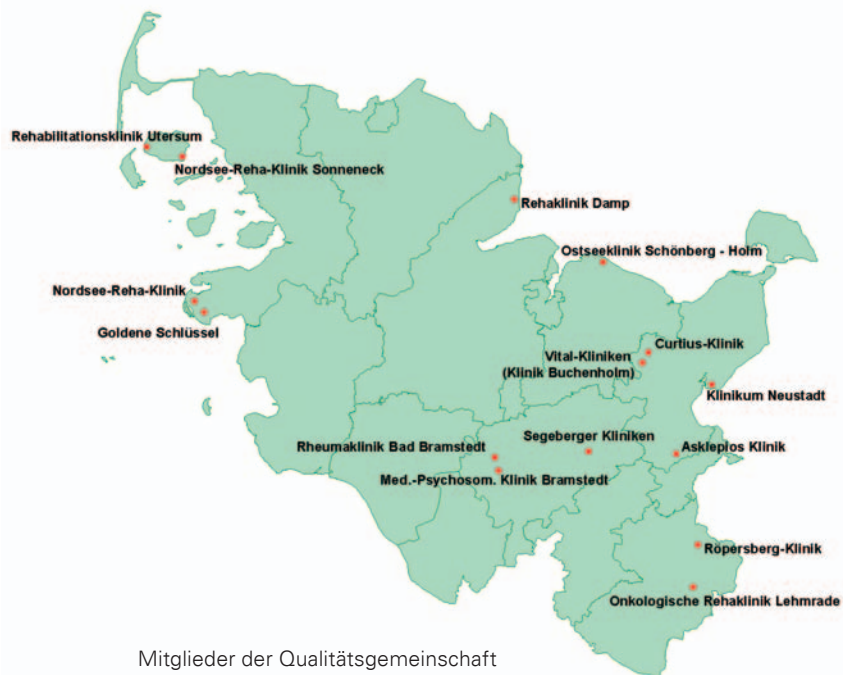 Rehabilitationsklinik Utersum
Nordsee-Reha-Klinik Sonneneck
Rehaklinik Damp
Ostseeklinik Schönberg - Holm
Nordsee-Reha-Klinik
Goldene Schlüssel
Curtius-Klinik
Vital-Kliniken
(Klinik Buchenholm)
Klinikum Neustadt
Segeberger Kliniken
Rheumaklinik Bad Bramstedt
Asklepios Klinik
Med.-Psychosom. Klinik Bramstedt
Röpersberg-Klinik
Onkologische Rehaklinik Lehmrade
Mitglieder der Qualitätsgemeinschaft